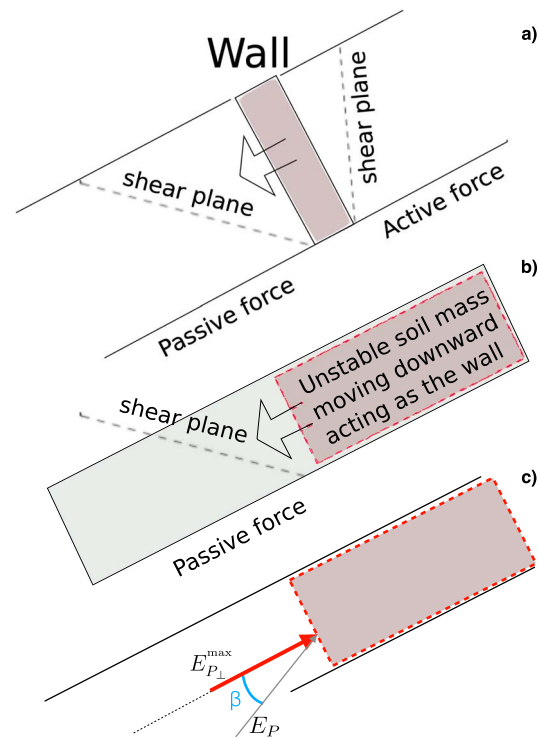 a)
Wall
shear plane
shear plane
Active force
Passive force
b)
Unstable soil mass
moving downward
acting as the wall
shear plane
Passive force
c)
E_{P_⊥}^{max}
β
E_P